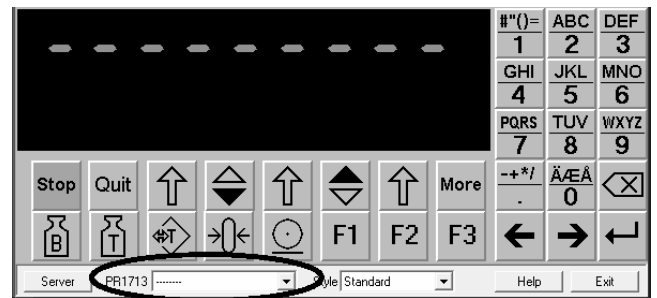 - - - - - - - - -
#"()= ABC DEF
1 2 3
GHI JKL MNO
4 5 6
PQRS TUV WXYZ
7 8 9
Stop Quit More -+*/ ÄÆÅ
. 0
B T ⇔T →0← F1 F2 F3
Server PR1713 -------- Style Standard Help Exit